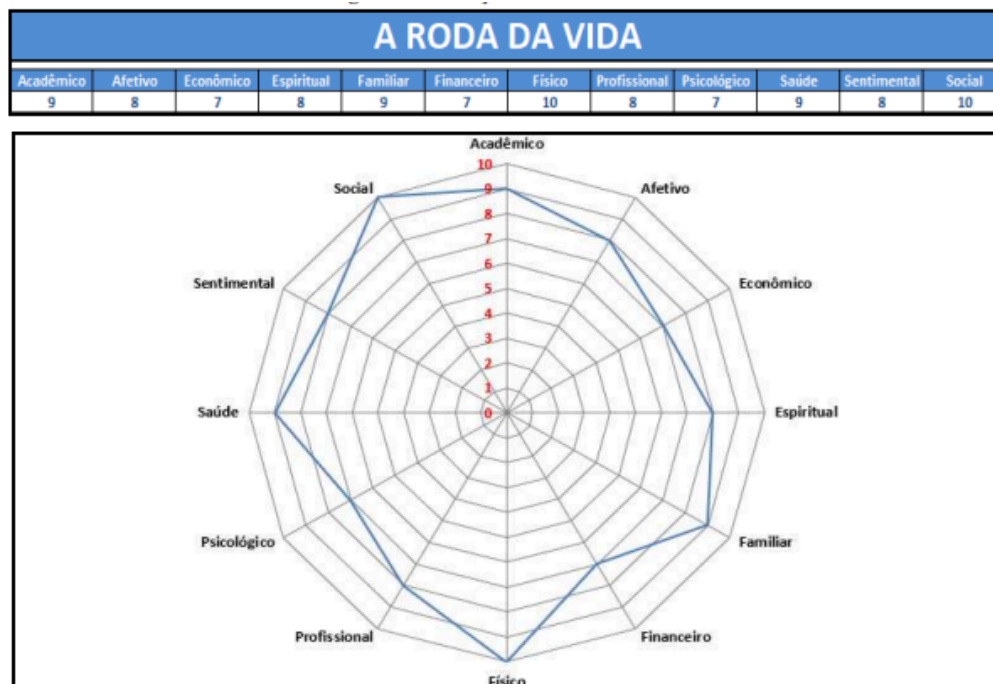 A RODA DA VIDA
Acadêmico Afetivo Econômico Espiritual Familiar Financeiro Físico Profissional Psicológico Saúde Sentimental Social
9 8 7 8 9 7 10 8 7 9 8 10
Acadêmico
10
Social
Afetivo
9
8
7
Sentimental
Econômico
6
5
4
3
2
1
Saúde
0
Espiritual
Psicológico
Familiar
Profissional
Financeiro
Físico